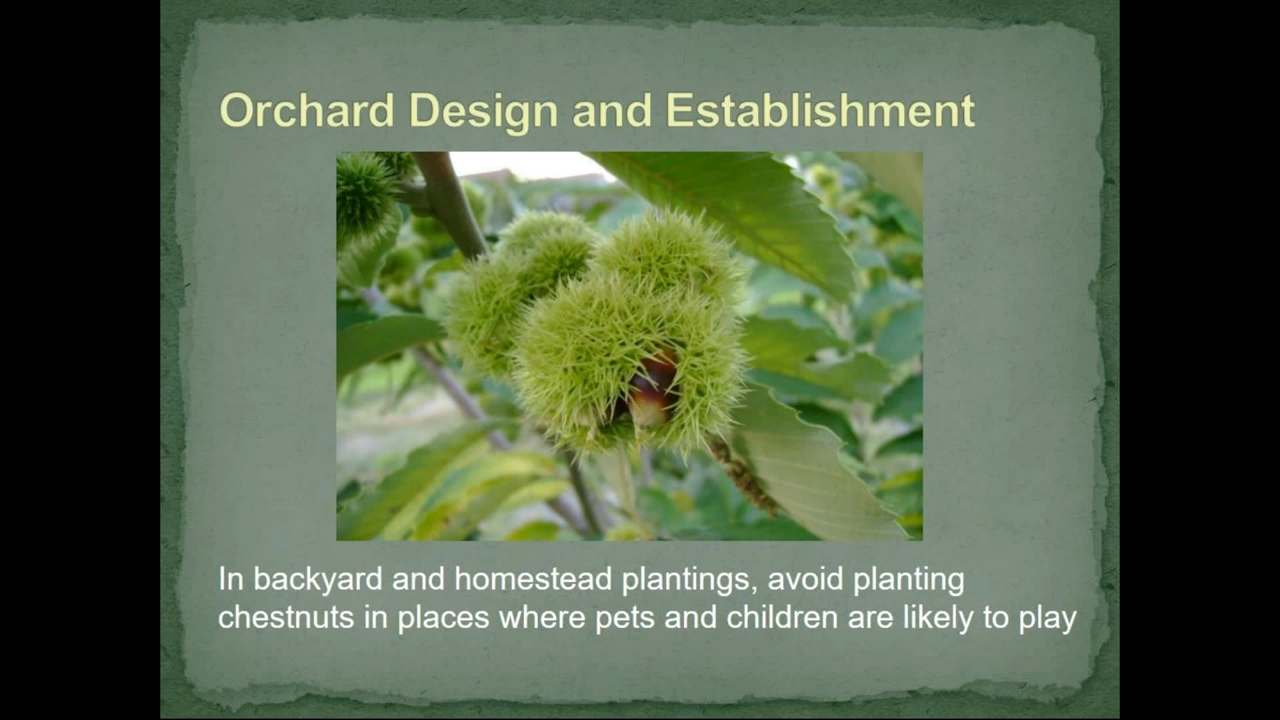 Orchard Design and Establishment
In backyard and homestead plantings, avoid planting
chestnuts in places where pets and children are likely to play